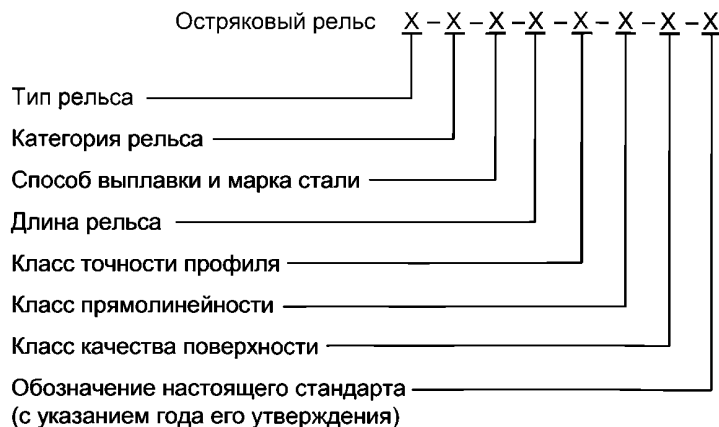 Остряковый рельс X – X – X – X – X – X – X – X
Тип рельса
Категория рельса
Способ выплавки и марка стали
Длина рельса
Класс точности профиля
Класс прямолинейности
Класс качества поверхности
Обозначение настоящего стандарта
(с указанием года его утверждения)